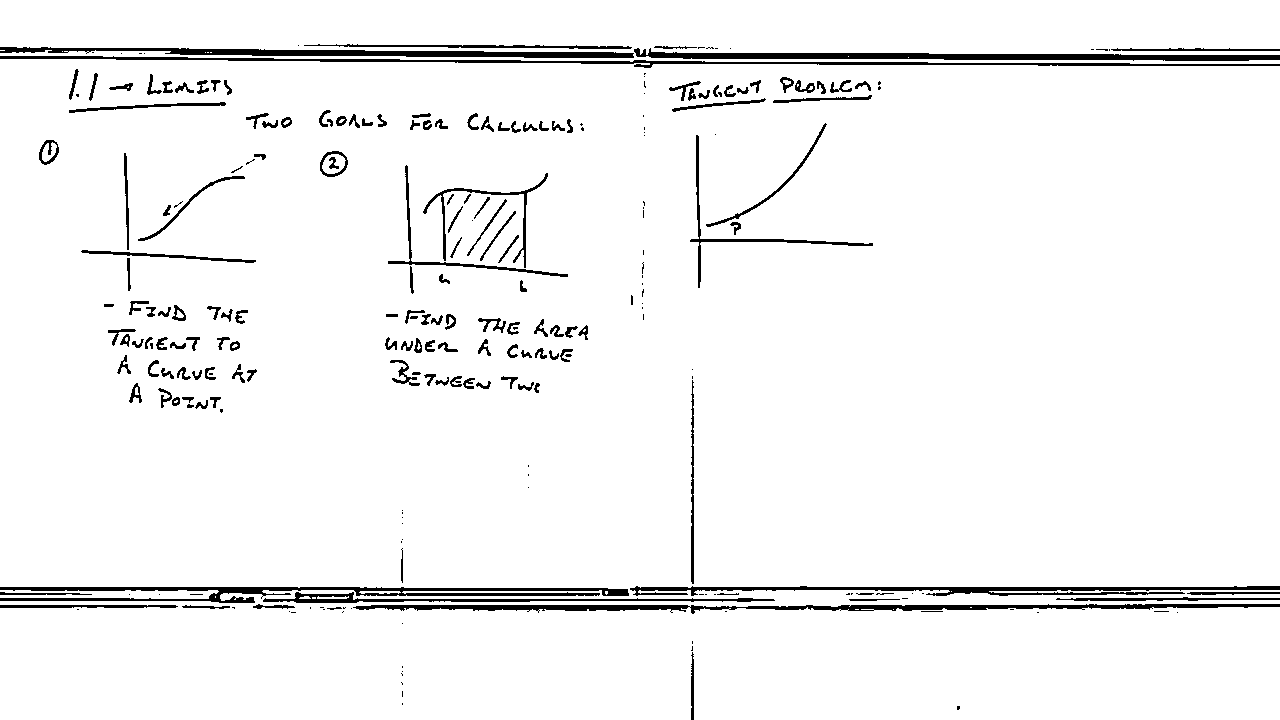 1.1 → LIMITS
TWO GOALS FOR CALCULUS:
①
②
a b
- FIND THE
TANGENT TO
A CURVE AT
A POINT.
- FIND THE AREA
UNDER A CURVE
BETWEEN TWO
TANGENT PROBLEM:
P